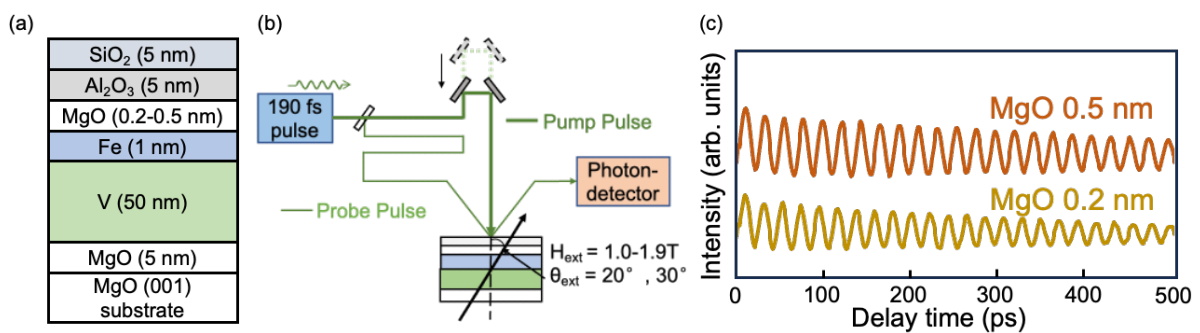 (a)
SiO₂ (5 nm)
Al₂O₃ (5 nm)
MgO (0.2-0.5 nm)
Fe (1 nm)
V (50 nm)
MgO (5 nm)
MgO (001)
substrate
(b)
190 fs
pulse
Pump Pulse
Photon-
detector
Probe Pulse
H_ext = 1.0-1.9T
θ_ext = 20° , 30°
(c)
Intensity (arb. units)
MgO 0.5 nm
MgO 0.2 nm
0 100 200 300 400 500
Delay time (ps)